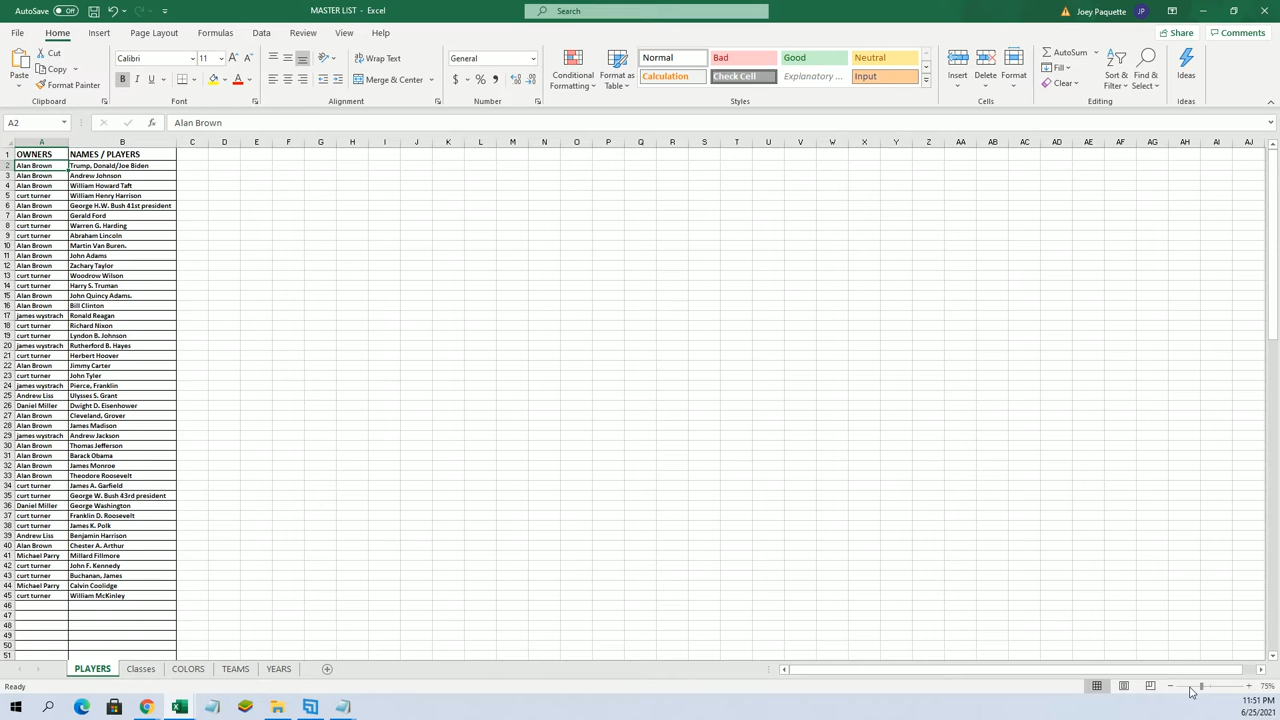 AutoSave Off MASTER LIST - Excel Search Joey Paquette JP
File Home Insert Page Layout Formulas Data Review View Help Share Comments
Paste Cut Copy Format Painter Clipboard
Calibri 11 B I U A Font
Wrap Text Merge & Center Alignment
General $ % Number
Conditional Formatting Format as Table
Normal Bad Good Neutral
Calculation Check Cell Explanatory ... Input
Styles
Insert Delete Format Cells
AutoSum Fill Clear Sort & Filter Find & Select Editing
Ideas Ideas
A2 fx Alan Brown
A B C D E F G H I J K L M N O P Q R S T U V W X Y Z AA AB AC AD AE AF AG AH AI AJ
1 OWNERS NAMES / PLAYERS
2 Alan Brown Trump, Donald/Joe Biden
3 Alan Brown Andrew Johnson
4 Alan Brown William Howard Taft
5 curt turner William Henry Harrison
6 Alan Brown George H.W. Bush 41st president
7 Alan Brown Gerald Ford
8 curt turner Warren G. Harding
9 curt turner Abraham Lincoln
10 Alan Brown Martin Van Buren.
11 Alan Brown John Adams
12 Alan Brown Zachary Taylor
13 curt turner Woodrow Wilson
14 curt turner Harry S. Truman
15 Alan Brown John Quincy Adams.
16 Alan Brown Bill Clinton
17 james wystrach Ronald Reagan
18 curt turner Richard Nixon
19 curt turner Lyndon B. Johnson
20 james wystrach Rutherford B. Hayes
21 curt turner Herbert Hoover
22 Alan Brown Jimmy Carter
23 curt turner John Tyler
24 james wystrach Pierce, Franklin
25 Andrew Liss Ulysses S. Grant
26 Daniel Miller Dwight D. Eisenhower
27 Alan Brown Cleveland, Grover
28 Alan Brown James Madison
29 james wystrach Andrew Jackson
30 Alan Brown Thomas Jefferson
31 Alan Brown Barack Obama
32 Alan Brown James Monroe
33 Alan Brown Theodore Roosevelt
34 curt turner James A. Garfield
35 curt turner George W. Bush 43rd president
36 Daniel Miller George Washington
37 curt turner Franklin D. Roosevelt
38 curt turner James K. Polk
39 Andrew Liss Benjamin Harrison
40 Alan Brown Chester A. Arthur
41 Michael Parry Millard Fillmore
42 curt turner John F. Kennedy
43 curt turner Buchanan, James
44 Michael Parry Calvin Coolidge
45 curt turner William McKinley
46
47
48
49
50
51
PLAYERS Classes COLORS TEAMS YEARS
Ready 75%
11:51 PM
6/25/2021